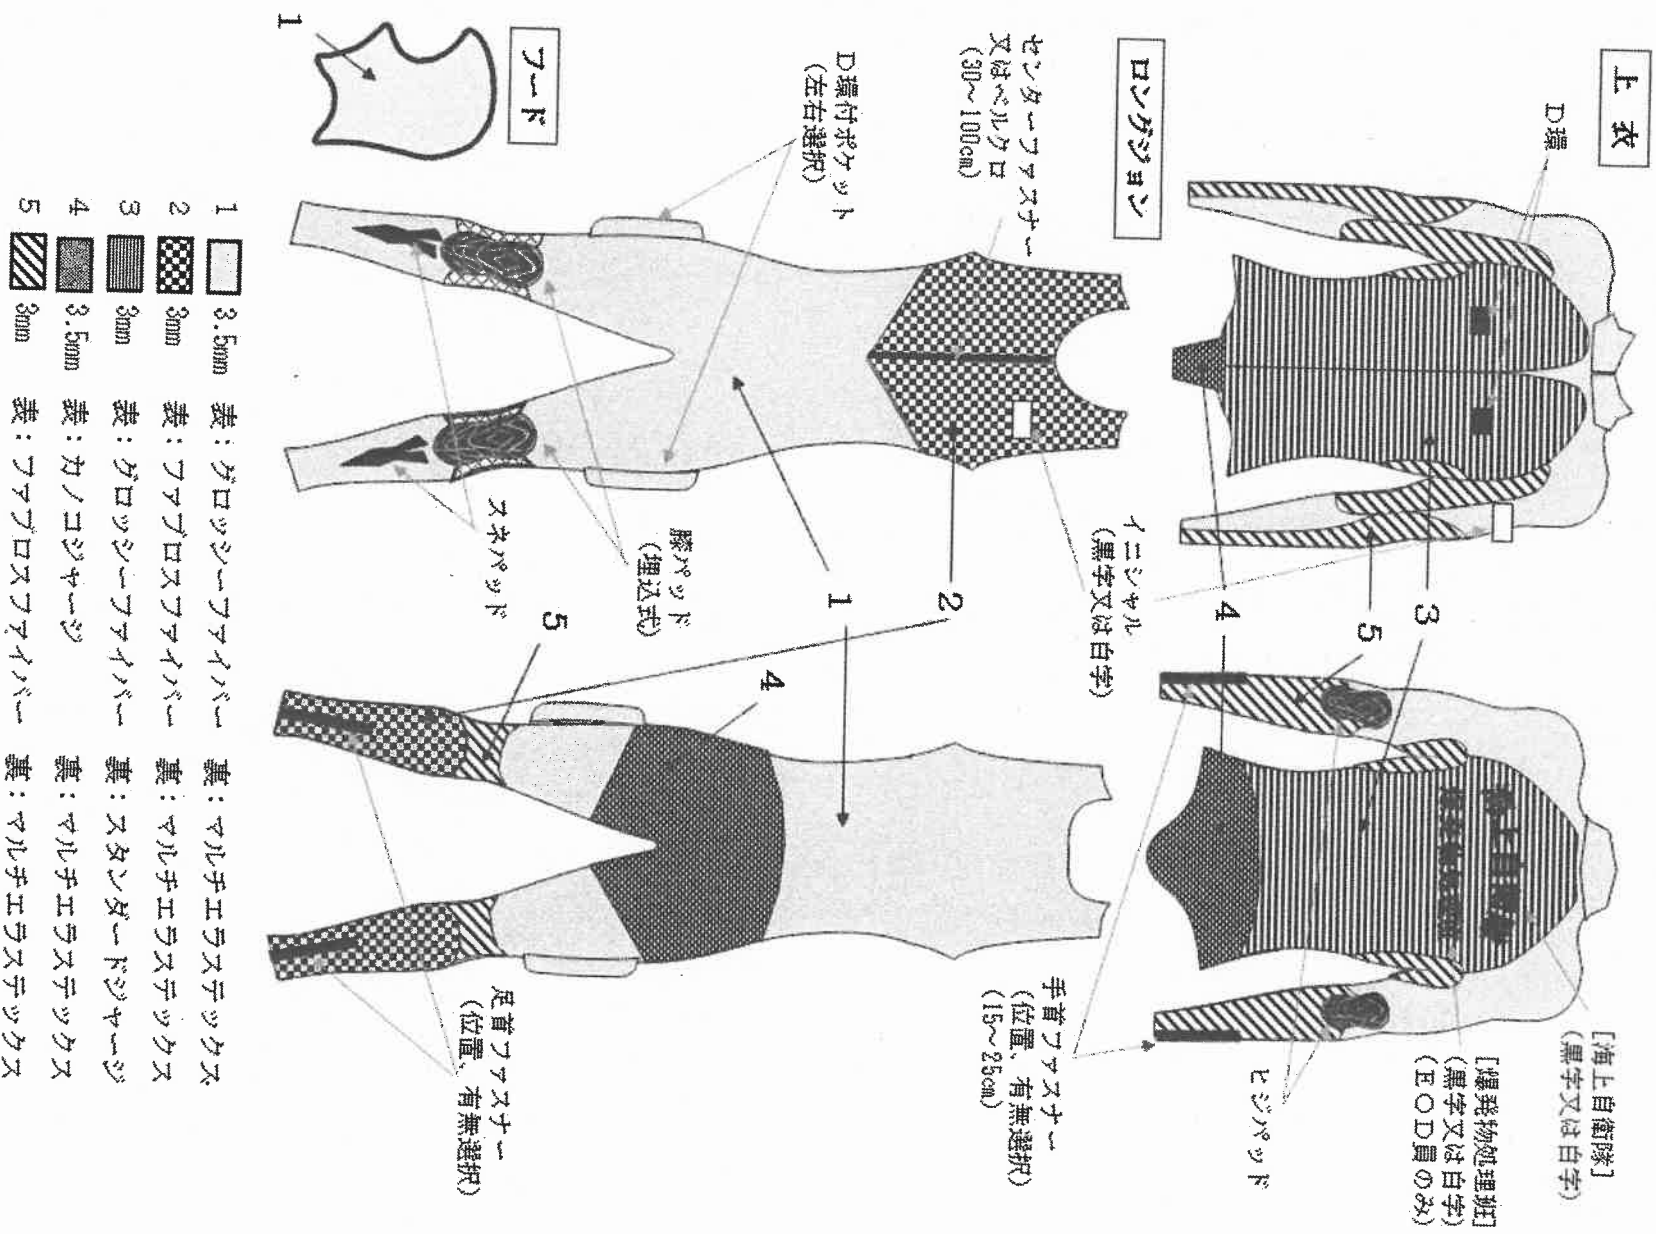 上 衣
D環
[海上自衛隊]
(黒字又は白字)
[爆発物処理班]
(黒字又は白字)
(EOD員のみ)
3
5
4
ヒジパッド
手首ファスナー
(位置、有無選択)
(15~25cm)
イニシャル
(黒字又は白字)
ロングジョン
センターファスナー
又はベルクロ
(30~100cm)
D環付ポケット
(左右選択)
2
1
4
5
膝パッド
(埋込式)
スネパッド
足首ファスナー
(位置、有無選択)
フード
1
1 3.5mm 表:グロッシーファイバー 裏:マルチエラステックス
2 3mm 表:ファブロスファイバー 裏:マルチエラステックス
3 3mm 表:グロッシーファイバー 裏:スタンダードジャージ
4 3.5mm 表:カノコジャージ 裏:マルチエラステックス
5 3mm 表:ファブロスファイバー 裏:マルチエラステックス